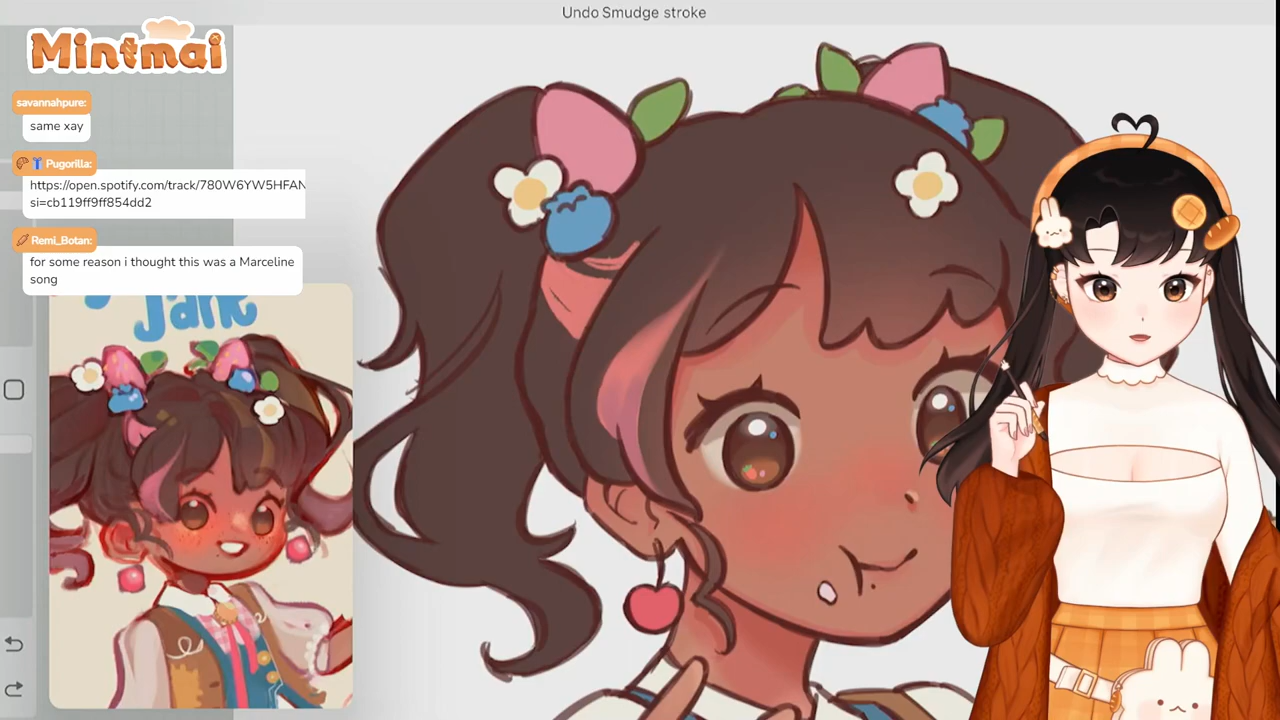 Undo Smudge stroke
Mintmai
savannahpure:
same xay
Pugorilla:
https://open.spotify.com/track/780W6YW5HFAN
si=cb119ff9ff854dd2
Remi_Botan:
for some reason i thought this was a Marceline
song
Jane